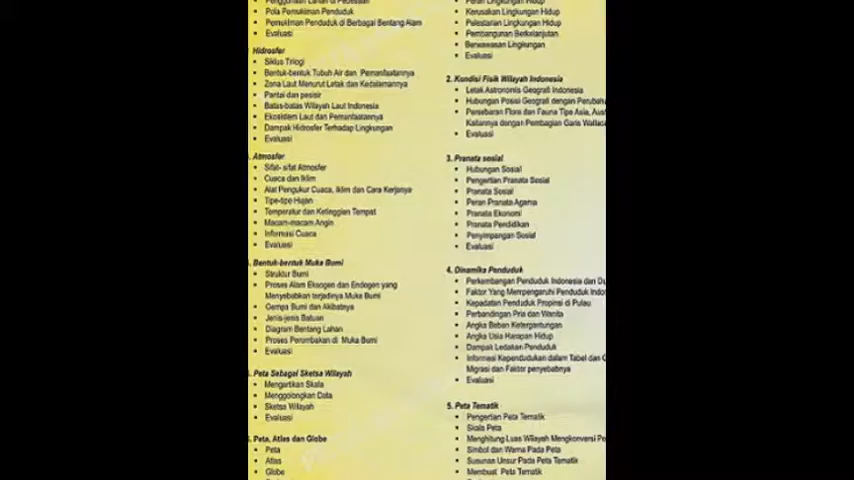 Pola Pemukiman Penduduk
Pemukiman Penduduk di Berbagai Bentang Alam
Evaluasi
Hidrosfer
Siklus Trilogi
Bentuk-bentuk Tubuh Air dan Pemanfaatannya
Zona Laut Menurut Letak dan Kedalamannya
Pantai dan pesisir
Batas-batas Wilayah Laut Indonesia
Ekosistem Laut dan Pemanfaatannya
Dampak Hidrosfer Terhadap Lingkungan
Evaluasi
Atmosfer
Sifat- sifat Atmosfer
Cuaca dan Iklim
Alat Pengukur Cuaca, Iklim dan Cara Kerjanya
Tipe-tipe Hujan
Temperatur dan Ketinggian Tempat
Macam-macam Angin
Informasi Cuaca
Evaluasi
Bentuk-bentuk Muka Bumi
Struktur Bumi
Proses Alam Eksogen dan Endogen yang
Menyebabkan terjadinya Muka Bumi
Gempa Bumi dan Akibatnya
Jenis-jenis Batuan
Diagram Bentang Lahan
Proses Perombakan di Muka Bumi
Evaluasi
Peta Sebagai Sketsa Wilayah
Mengartikan Skala
Menggolongkan Data
Sketsa Wilayah
Evaluasi
Peta, Atlas dan Globe
Peta
Atlas
Globe
Peran Lingkungan Hidup
Kerusakan Lingkungan Hidup
Pelestarian Lingkungan Hidup
Pembangunan Berkelanjutan
Berwawasan Lingkungan
Evaluasi
2. Kondisi Fisik Wilayah Indonesia
Letak Astronomis Geografi Indonesia
Hubungan Posisi Geografi dengan
Persebaran Flora dan Fauna Tipe Asia,
Kaitannya dengan Pembagian Garis
Evaluasi
3. Pranata sosial
Hubungan Sosial
Pengertian Pranata Sosial
Pranata Sosial
Peran Pranata Agama
Pranata Ekonomi
Pranata Pendidikan
Penyimpangan Sosial
Evaluasi
4. Dinamika Penduduk
Perkembangan Penduduk Indonesia dan
Faktor Yang Mempengaruhi Penduduk
Kepadatan Penduduk Propinsi di Pulau
Perbandingan Pria dan Wanita
Angka Beban Ketergantungan
Angka Usia Harapan Hidup
Dampak Ledakan Penduduk
Informasi Kependudukan dalam Tabel dan
Migrasi dan Faktor penyebabnya
Evaluasi
5. Peta Tematik
Pengertian Peta Tematik
Skala Peta
Menghitung Luas Wilayah Mengkonversi
Simbol dan Warna Pada Peta
Susunan Unsur Pada Peta Tematik
Membuat Peta Tematik